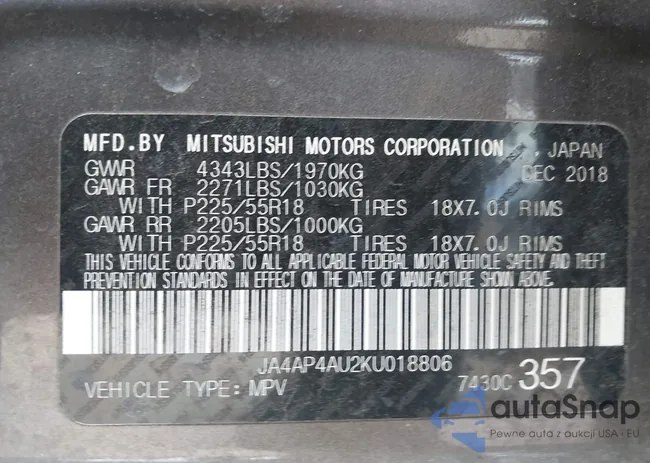 MFD.BY MITSUBISHI MOTORS CORPORATION , JAPAN
GVWR 4343LBS/1970KG DEC 2018
GAWR FR 2271LBS/1030KG
WITH P225/55R18 TIRES 18X7.0J RIMS
GAWR RR 2205LBS/1000KG
WITH P225/55R18 TIRES 18X7.0J RIMS
THIS VEHICLE CONFORMS TO ALL APPLICABLE FEDERAL MOTOR VEHICLE SAFETY AND THEFT
PREVENTION STANDARDS IN EFFECT ON THE DATE OF MANUFACTURE SHOWN ABOVE.
JA4AP4AU2KU018806
VEHICLE TYPE: MPV 7430C 357
autaSnap
Pewne auta z aukcji USA i EU